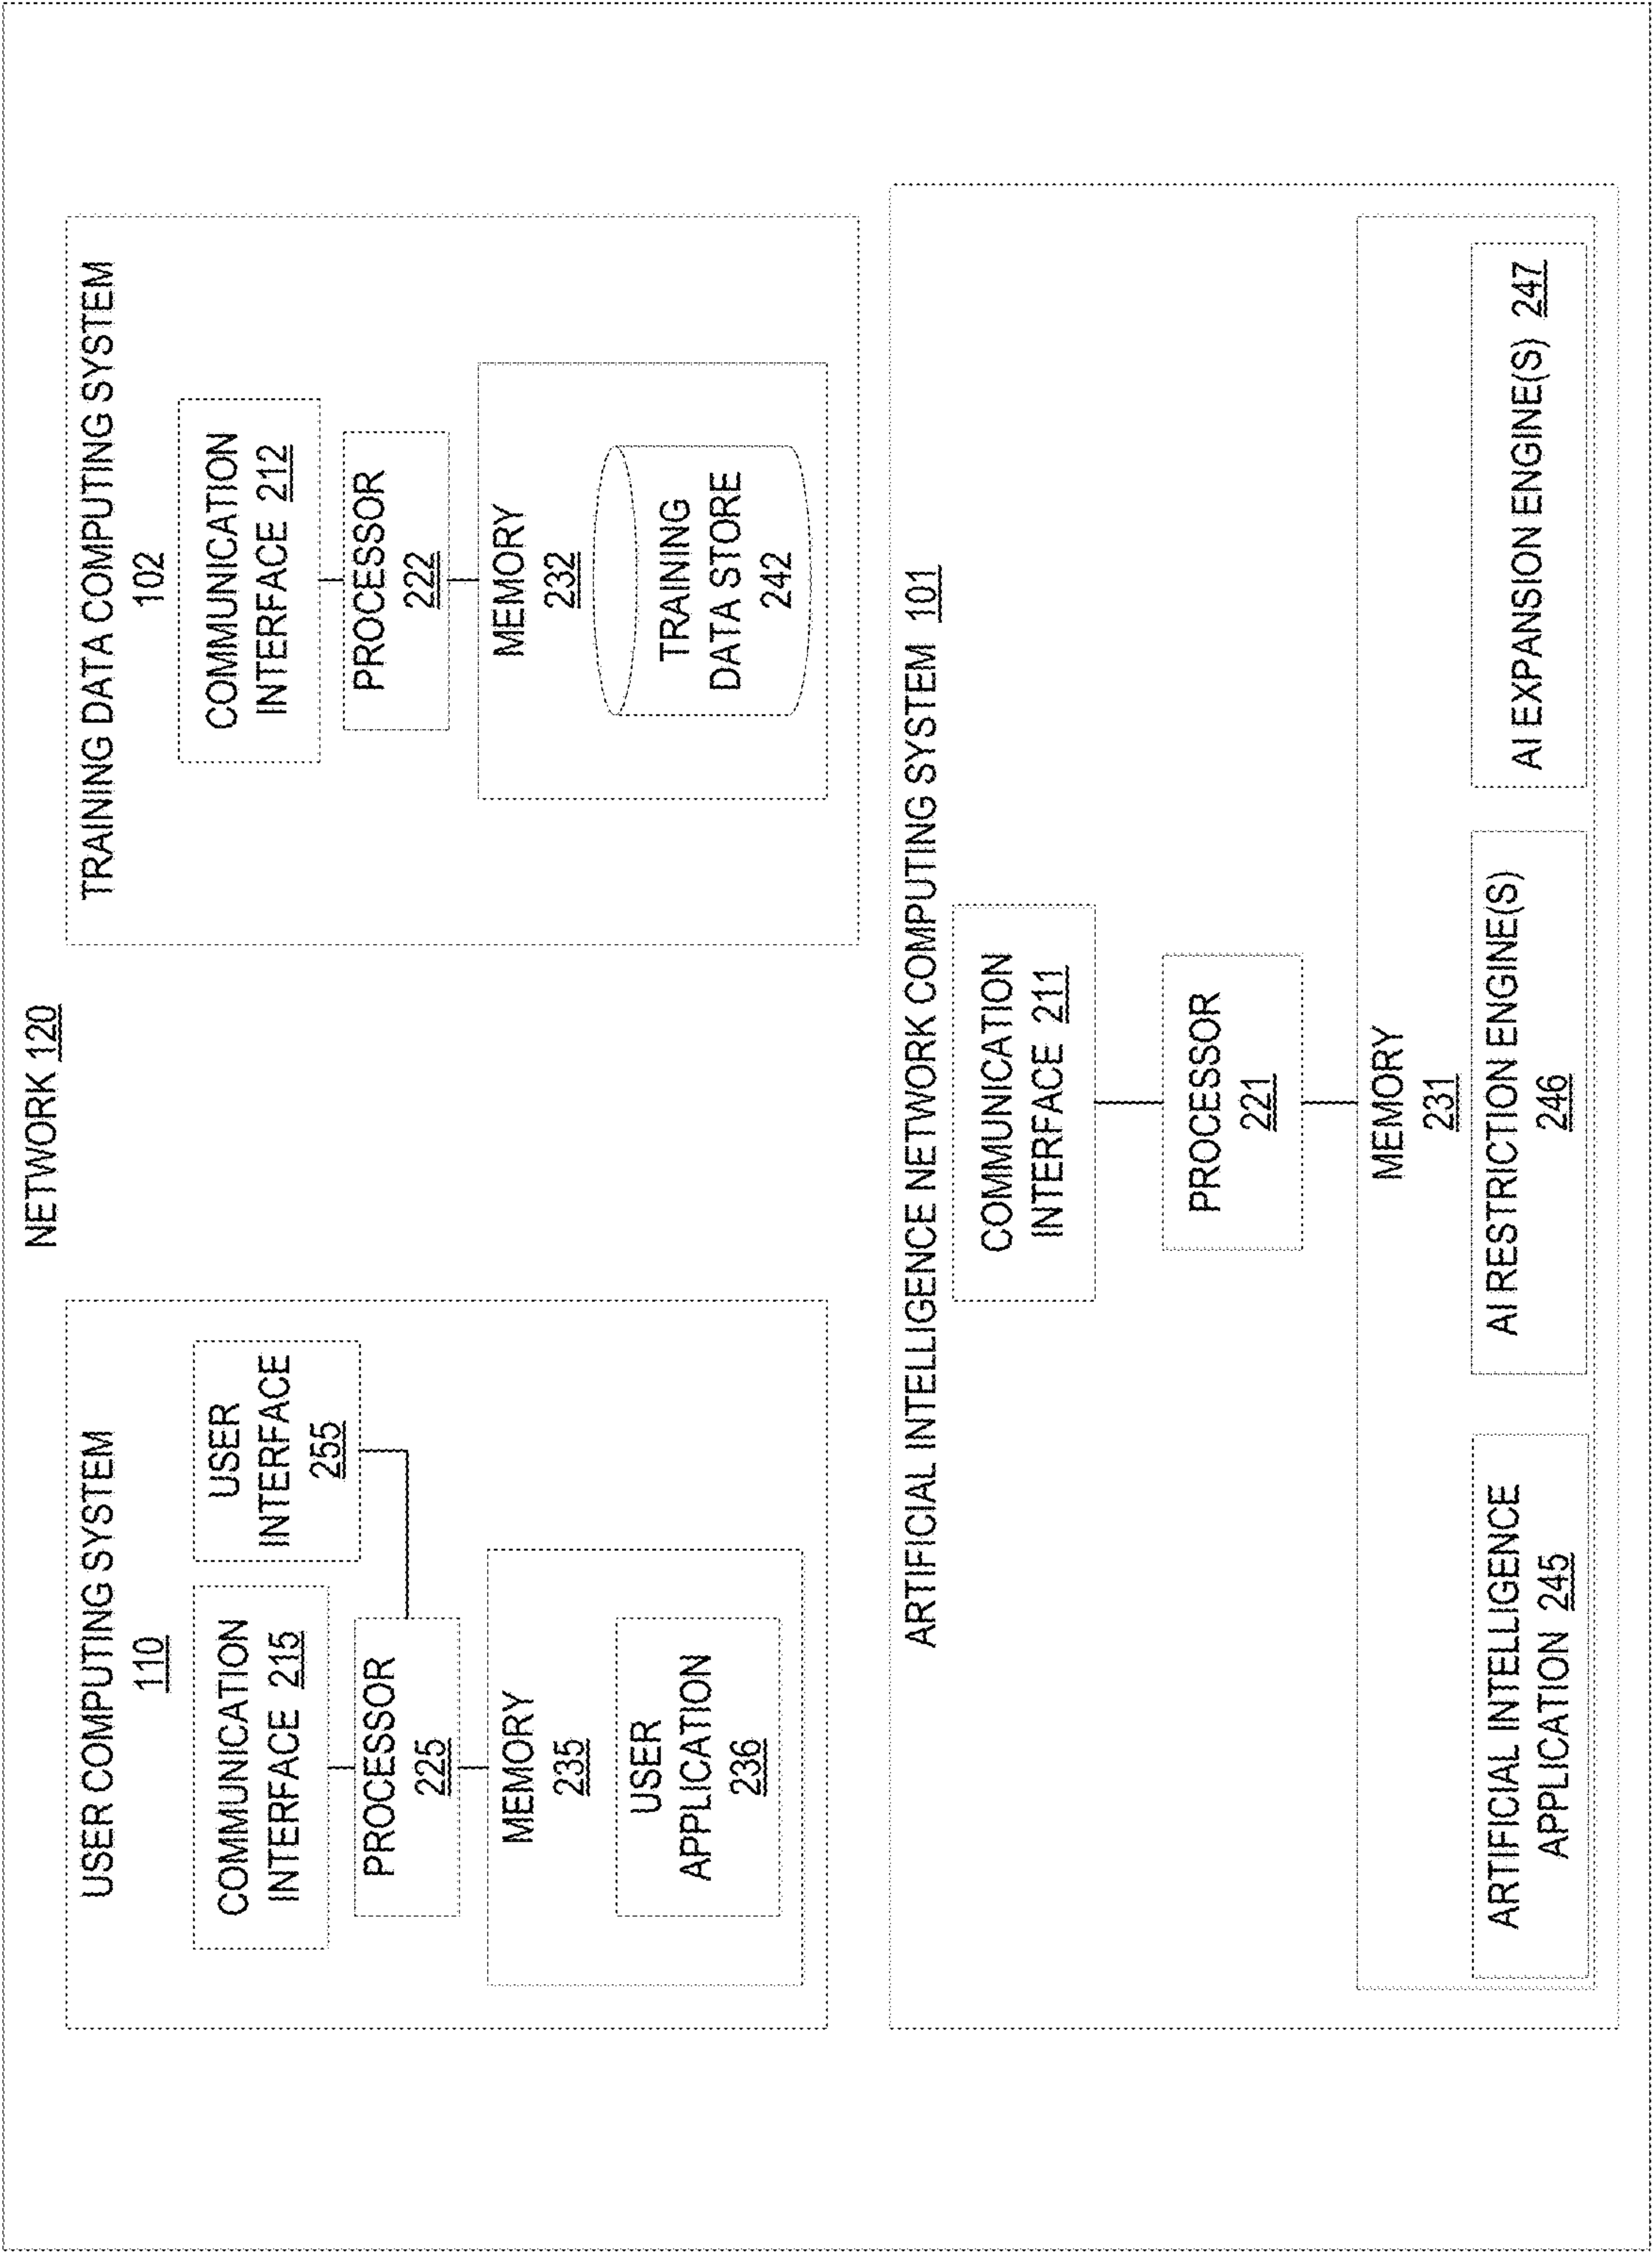 NETWORK 120
USER COMPUTING SYSTEM
110
COMMUNICATION
INTERFACE 215
USER
INTERFACE
255
PROCESSOR
225
MEMORY
235
USER
APPLICATION
236
TRAINING DATA COMPUTING SYSTEM
102
COMMUNICATION
INTERFACE 212
PROCESSOR
222
MEMORY
232
TRAINING
DATA STORE
242
ARTIFICIAL INTELLIGENCE NETWORK COMPUTING SYSTEM 101
COMMUNICATION
INTERFACE 211
PROCESSOR
221
MEMORY
231
ARTIFICIAL INTELLIGENCE
APPLICATION 245
AI RESTRICTION ENGINE(S)
246
AI EXPANSION ENGINE(S) 247